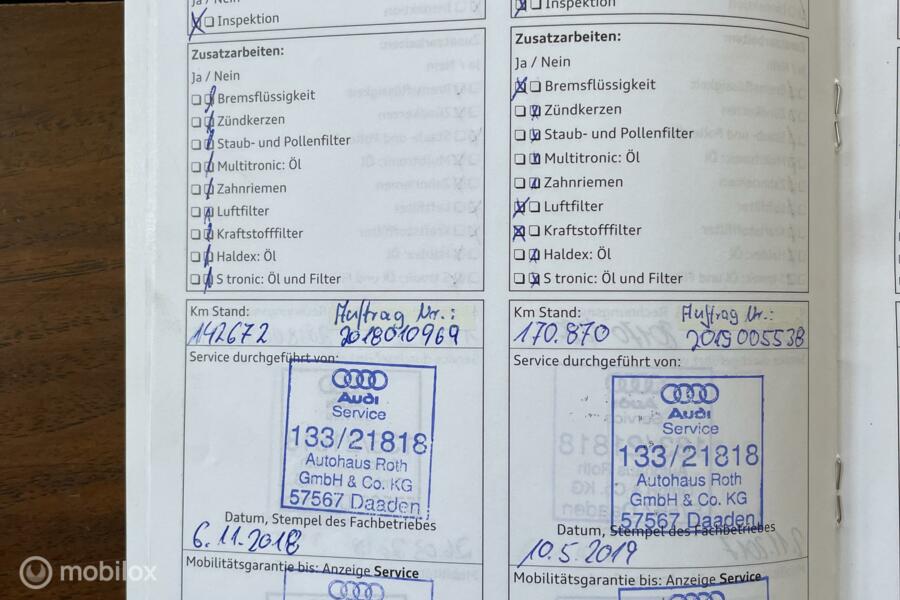 Ja / Nein
Inspektion
Zusatzarbeiten:
Ja / Nein
Bremsflüssigkeit
Zündkerzen
Staub- und Pollenfilter
Multitronic: Öl
Zahnriemen
Luftfilter
Kraftstofffilter
Haldex: Öl
S tronic: Öl und Filter
Km Stand:
Auftrag Nr.:
142672
2018010969
Service durchgeführt von:
Audi
Service
133/21818
Autohaus Roth
GmbH & Co. KG
57567 Daaden
Datum, Stempel des Fachbetriebes
6.11.2018
Mobilitätsgarantie bis: Anzeige Service
Inspektion
Zusatzarbeiten:
Ja / Nein
Bremsflüssigkeit
Zündkerzen
Staub- und Pollenfilter
Multitronic: Öl
Zahnriemen
Luftfilter
Kraftstofffilter
Haldex: Öl
S tronic: Öl und Filter
Km Stand:
Auftrag Nr.:
170.870
2019005538
Service durchgeführt von:
Audi
Service
133/21818
Autohaus Roth
GmbH & Co. KG
57567 Daaden
Datum, Stempel des Fachbetriebes
10.5.2019
Mobilitätsgarantie bis: Anzeige Service
mobilox